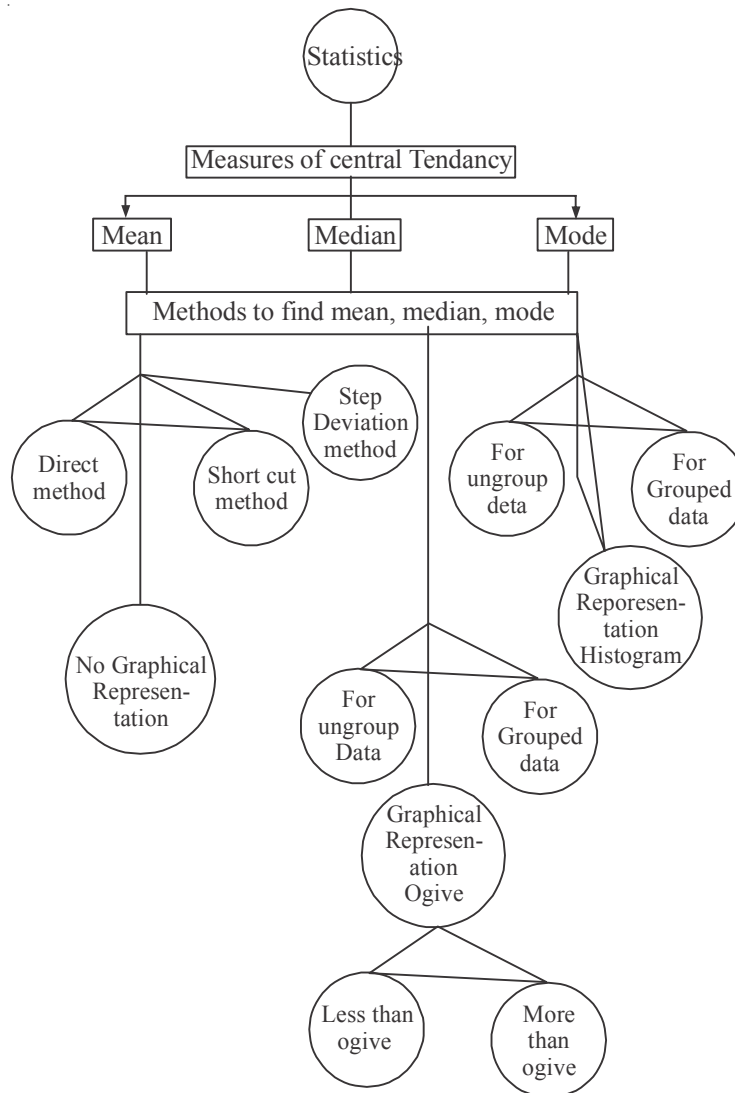 Statistics
Measures of central Tendancy
Mean
Median
Mode
Methods to find mean, median, mode
Direct
method
Short cut
method
Step
Deviation
method
For
ungroup
deta
For
Grouped
data
Graphical
Reporesen-
tation
Histogram
No Graphical
Represen-
tation
For
ungroup
Data
For
Grouped
data
Graphical
Represen-
ation
Ogive
Less than
ogive
More
than
ogive